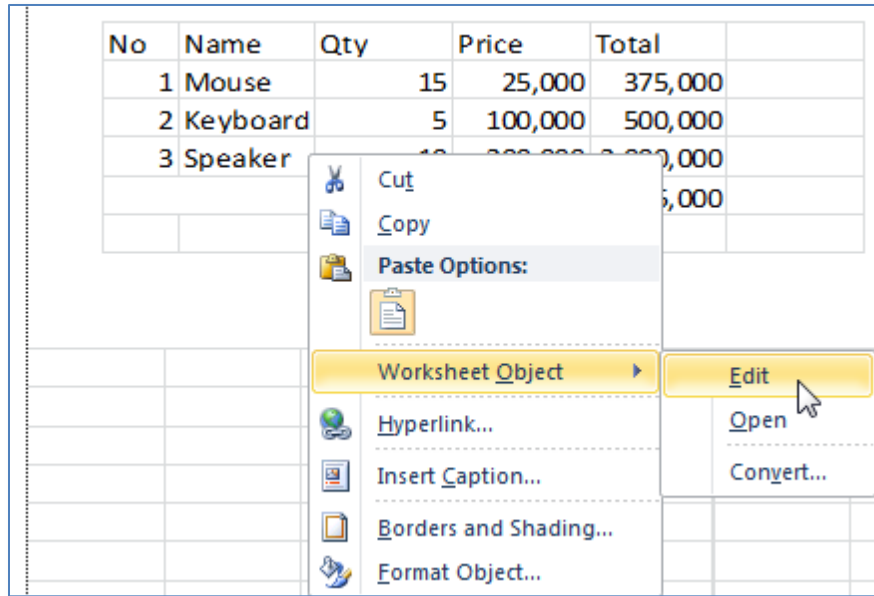 No Name Qty Price Total
1 Mouse 15 25,000 375,000
2 Keyboard 5 100,000 500,000
3 Speaker
Cut
Copy
Paste Options:
Worksheet Object
Edit
Open
Convert...
Hyperlink...
Insert Caption...
Borders and Shading...
Format Object...